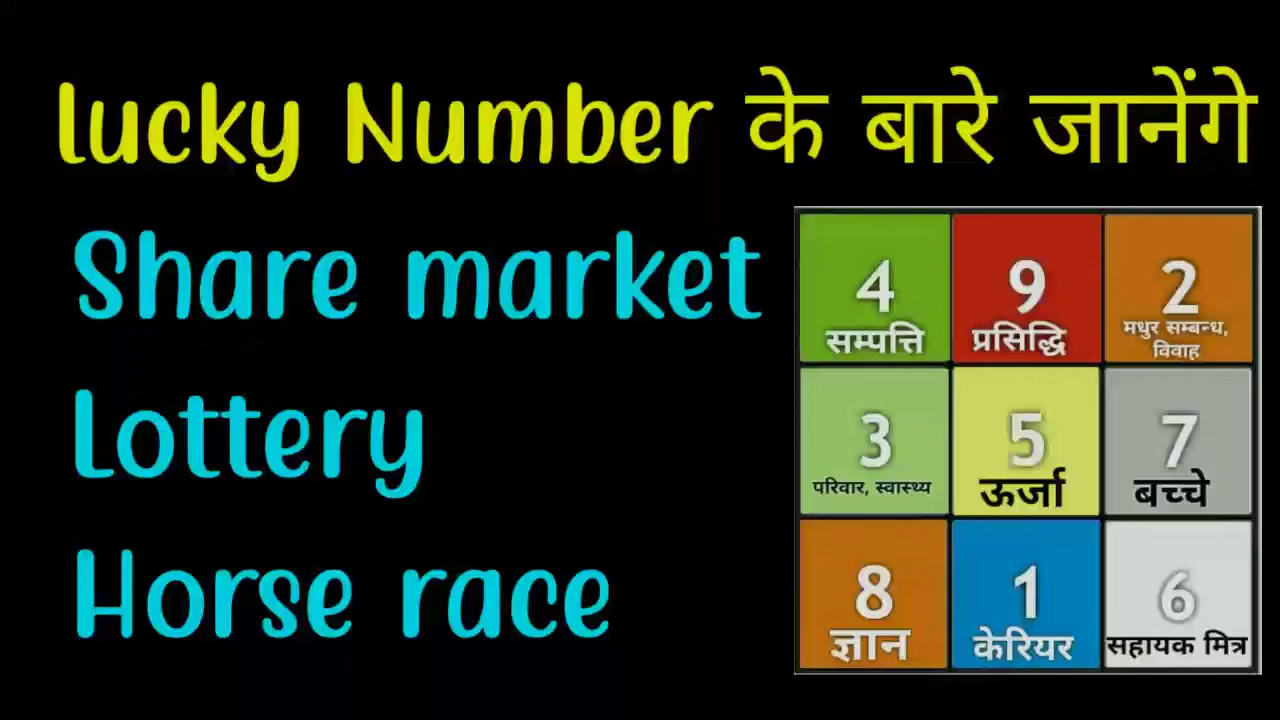 lucky Number के बारे जानेंगे
Share market
Lottery
Horse race
4 9 2
सम्पत्ति प्रसिद्धि मधुर सम्बन्ध,
विवाह
3 5 7
परिवार, स्वास्थ्य ऊर्जा बच्चे
8 1 6
ज्ञान केरियर सहायक मित्र